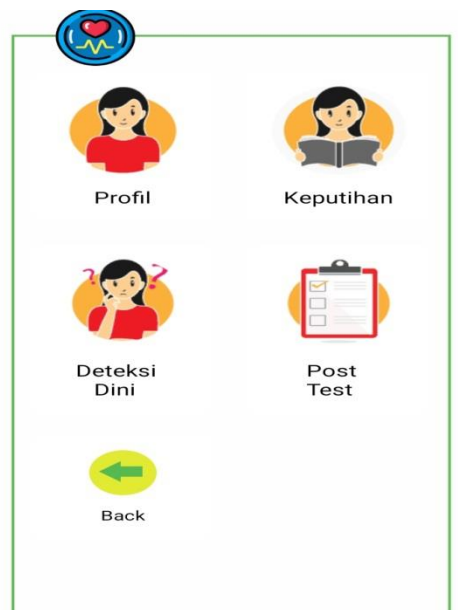 Profil
Keputihan
Deteksi
Dini
Post
Test
Back